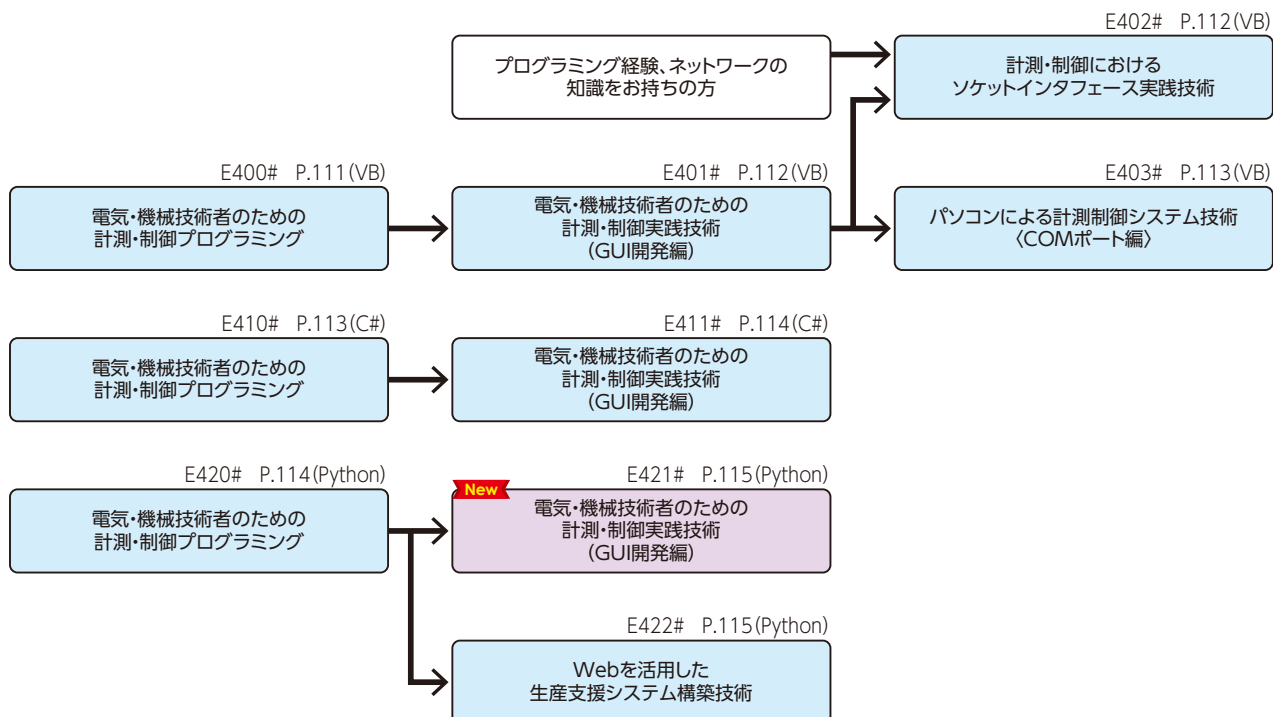 E402# P.112(VB)
プログラミング経験、ネットワークの
知識をお持ちの方
計測・制御における
ソケットインタフェース実践技術
E400# P.111(VB)
電気・機械技術者のための
計測・制御プログラミング
E401# P.112(VB)
電気・機械技術者のための
計測・制御実践技術
(GUI開発編)
E403# P.113(VB)
パソコンによる計測制御システム技術
〈COMポート編〉
E410# P.113(C#)
電気・機械技術者のための
計測・制御プログラミング
E411# P.114(C#)
電気・機械技術者のための
計測・制御実践技術
(GUI開発編)
E420# P.114(Python)
電気・機械技術者のための
計測・制御プログラミング
E421# P.115(Python)
New
電気・機械技術者のための
計測・制御実践技術
(GUI開発編)
E422# P.115(Python)
Webを活用した
生産支援システム構築技術